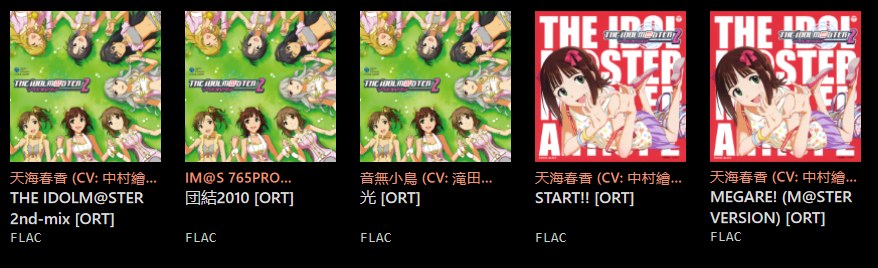 THE IDOLM@STER 2
THE IDOLM@STER 2
THE IDOLM@STER 2
THE IDOLM@STER 2
THE IDOLM@STER 2
天海春香 (CV: 中村繪...
THE IDOLM@STER
2nd-mix [ORT]
FLAC
IM@S 765PRO...
団結2010 [ORT]
FLAC
音無小鳥 (CV: 滝田...
光 [ORT]
FLAC
天海春香 (CV: 中村繪...
START!! [ORT]
FLAC
天海春香 (CV: 中村繪...
MEGARE! (M@STER
VERSION) [ORT]
FLAC